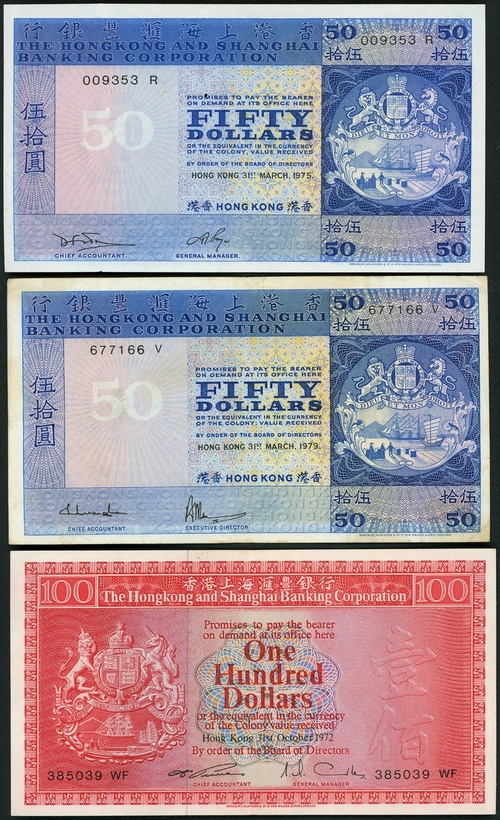 行銀豐滙海上港香
THE HONGKONG AND SHANGHAI
BANKING CORPORATION
50 50
拾伍 009353 R 拾伍
009353 R
PROMISES TO PAY THE BEARER
ON DEMAND AT ITS OFFICE HERE
50
FIFTY
DOLLARS
OR THE EQUIVALENT IN THE CURRENCY
OF THE COLONY, VALUE RECEIVED
BY ORDER OF THE BOARD OF DIRECTORS
HONG KONG 31ST MARCH, 1975.
港香 HONG KONG 港香
伍拾圓
DIEU ET MON DROIT
拾伍 拾伍
50 50
CHIEF ACCOUNTANT. GENERAL MANAGER.
行銀豐滙海上港香
THE HONGKONG AND SHANGHAI
BANKING CORPORATION
50 50
拾伍 677166 V 拾伍
677166 V
PROMISES TO PAY THE BEARER
ON DEMAND AT ITS OFFICE HERE
50
FIFTY
DOLLARS
OR THE EQUIVALENT IN THE CURRENCY
OF THE COLONY, VALUE RECEIVED
BY ORDER OF THE BOARD OF DIRECTORS
HONG KONG 31ST MARCH, 1979.
港香 HONG KONG 港香
伍拾圓
DIEU ET MON DROIT
拾伍 拾伍
50 50
CHIEF ACCOUNTANT EXECUTIVE DIRECTOR
100 香港上海滙豐銀行 100
The Hongkong and Shanghai Banking Corporation
Promises to pay the bearer
on demand at its office here
One
Hundred
Dollars
or the equivalent in the currency
of the Colony value received
Hong Kong 31st October 1972
By order of the Board of Directors
壹佰
385039 WF 385039 WF
CHIEF ACCOUNTANT GENERAL MANAGER